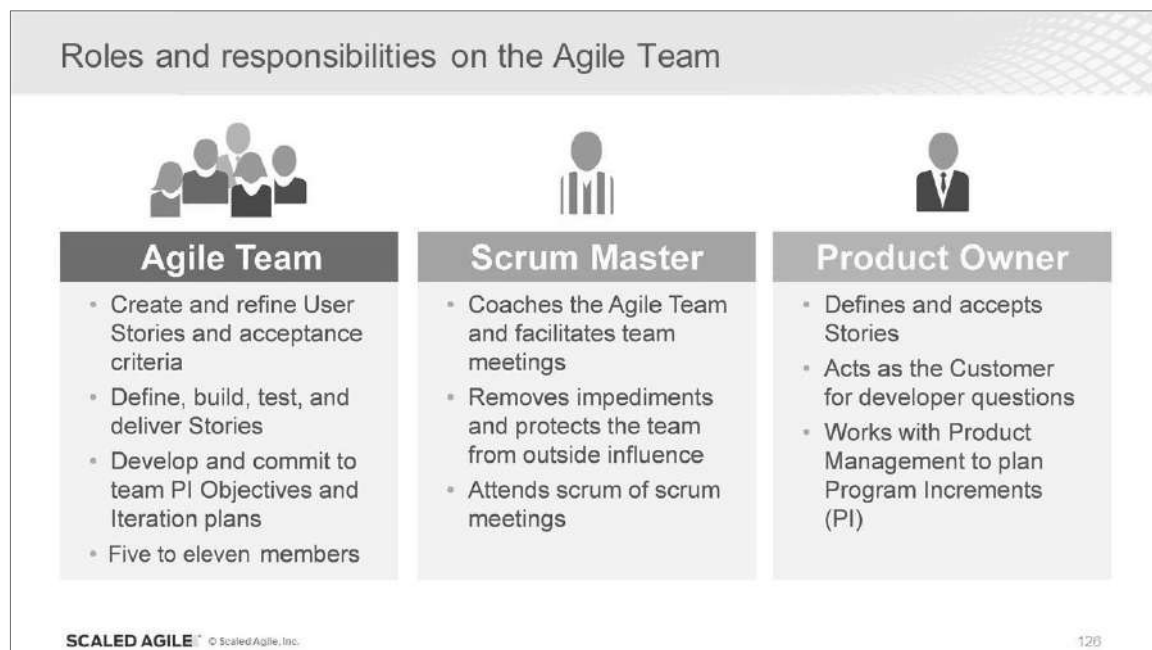 Roles and responsibilities on the Agile Team
Agile Team
• Create and refine User
Stories and acceptance
criteria
• Define, build, test, and
deliver Stories
• Develop and commit to
team PI Objectives and
Iteration plans
• Five to eleven members
Scrum Master
• Coaches the Agile Team
and facilitates team
meetings
• Removes impediments
and protects the team
from outside influence
• Attends scrum of scrum
meetings
Product Owner
• Defines and accepts
Stories
• Acts as the Customer
for developer questions
• Works with Product
Management to plan
Program Increments
(PI)
SCALED AGILE © Scaled Agile, Inc.
126